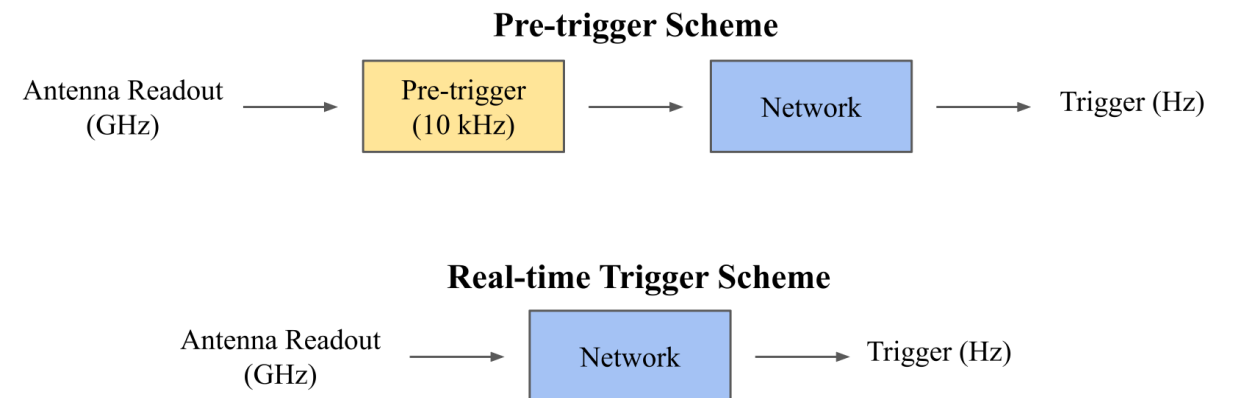 Pre-trigger Scheme
Antenna Readout
(GHz)
Pre-trigger
(10 kHz)
Network
Trigger (Hz)
Real-time Trigger Scheme
Antenna Readout
(GHz)
Network
Trigger (Hz)